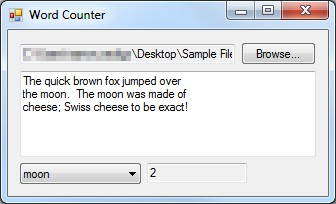 Word Counter
\Desktop\Sample File
Browse...
The quick brown fox jumped over
the moon.  The moon was made of
cheese; Swiss cheese to be exact!
moon
2